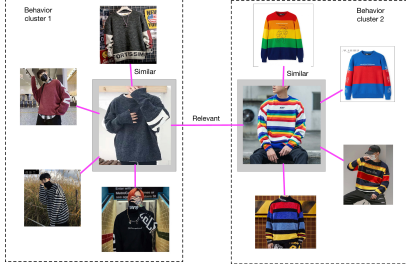 Behavior
cluster 1
Behavior
cluster 2
Similar
Similar
Relevant